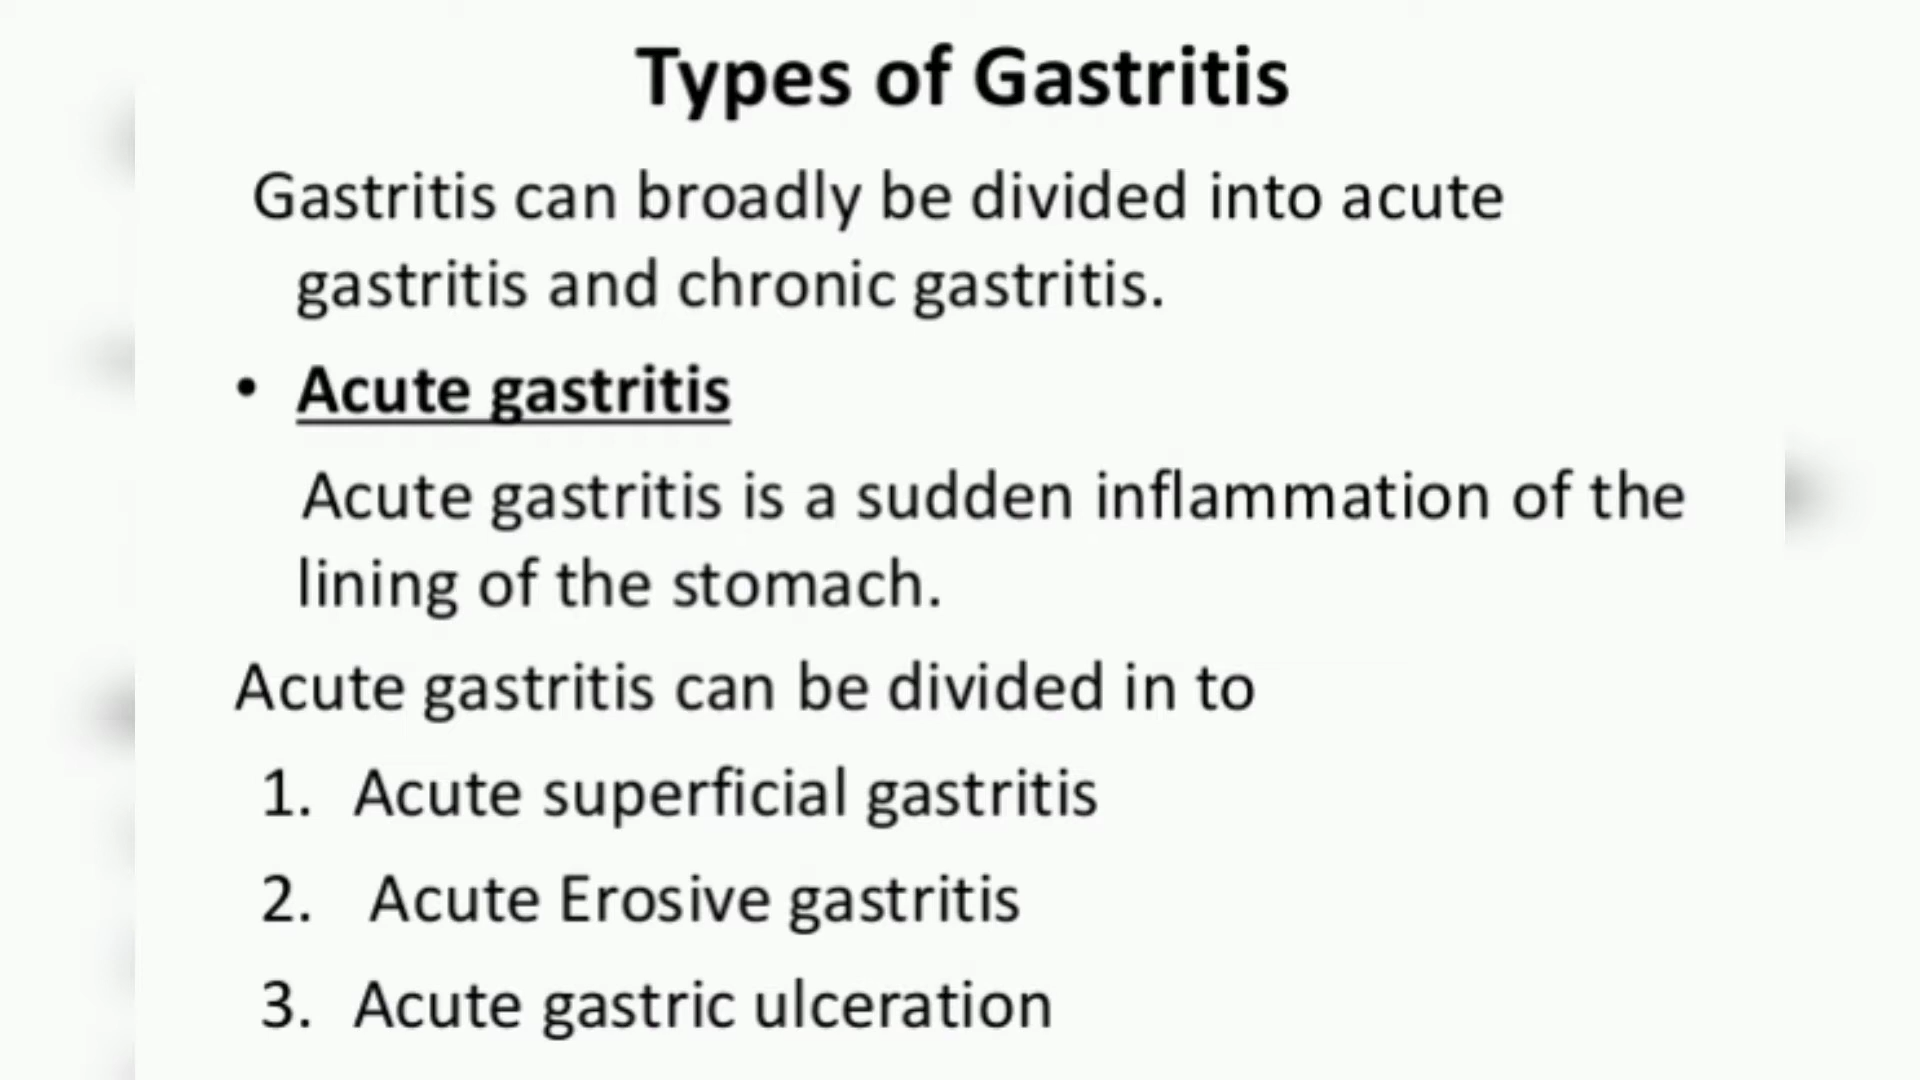 Types of Gastritis
Gastritis can broadly be divided into acute
gastritis and chronic gastritis.
• Acute gastritis
Acute gastritis is a sudden inflammation of the
lining of the stomach.
Acute gastritis can be divided in to
1. Acute superficial gastritis
2. Acute Erosive gastritis
3. Acute gastric ulceration